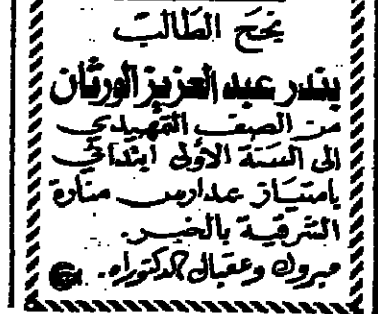 نجح الطالب
بندر عبد العزيز الورثان
من الصف التمهيدي
الى السنة الأولى ابتدائي
بامتياز بمدارس منارة
الشرقية بالخبر.
مبروك وعقبال الدكتوراه.